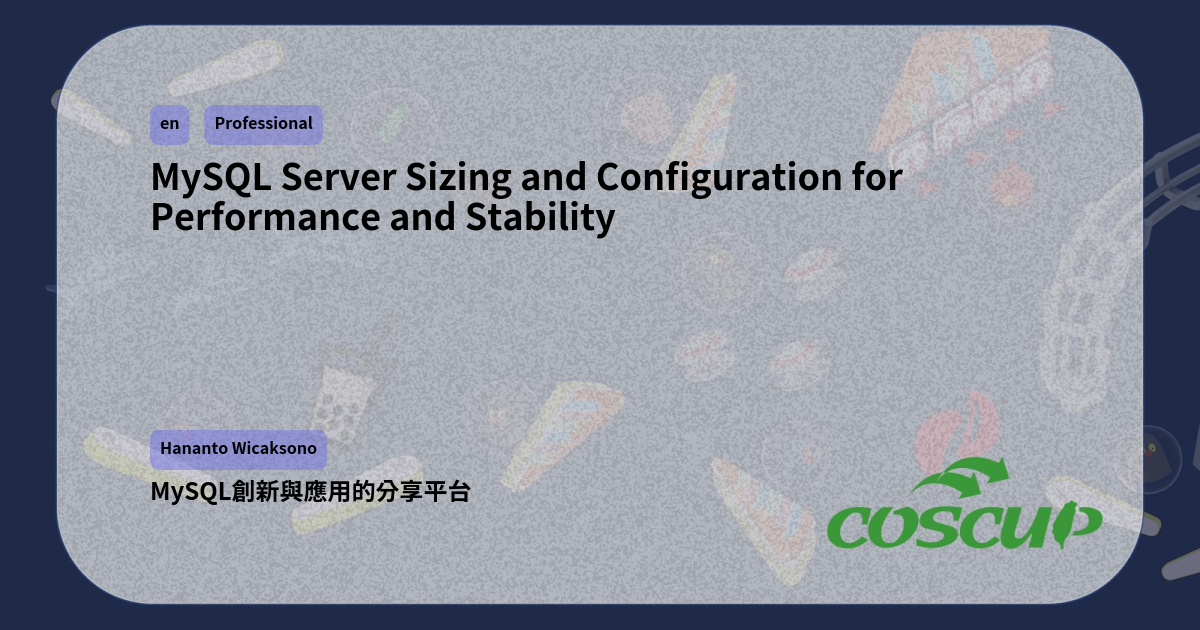 en Professional
MySQL Server Sizing and Configuration for
Performance and Stability
Hananto Wicaksono
MySQL創新與應用的分享平台
COSCUP